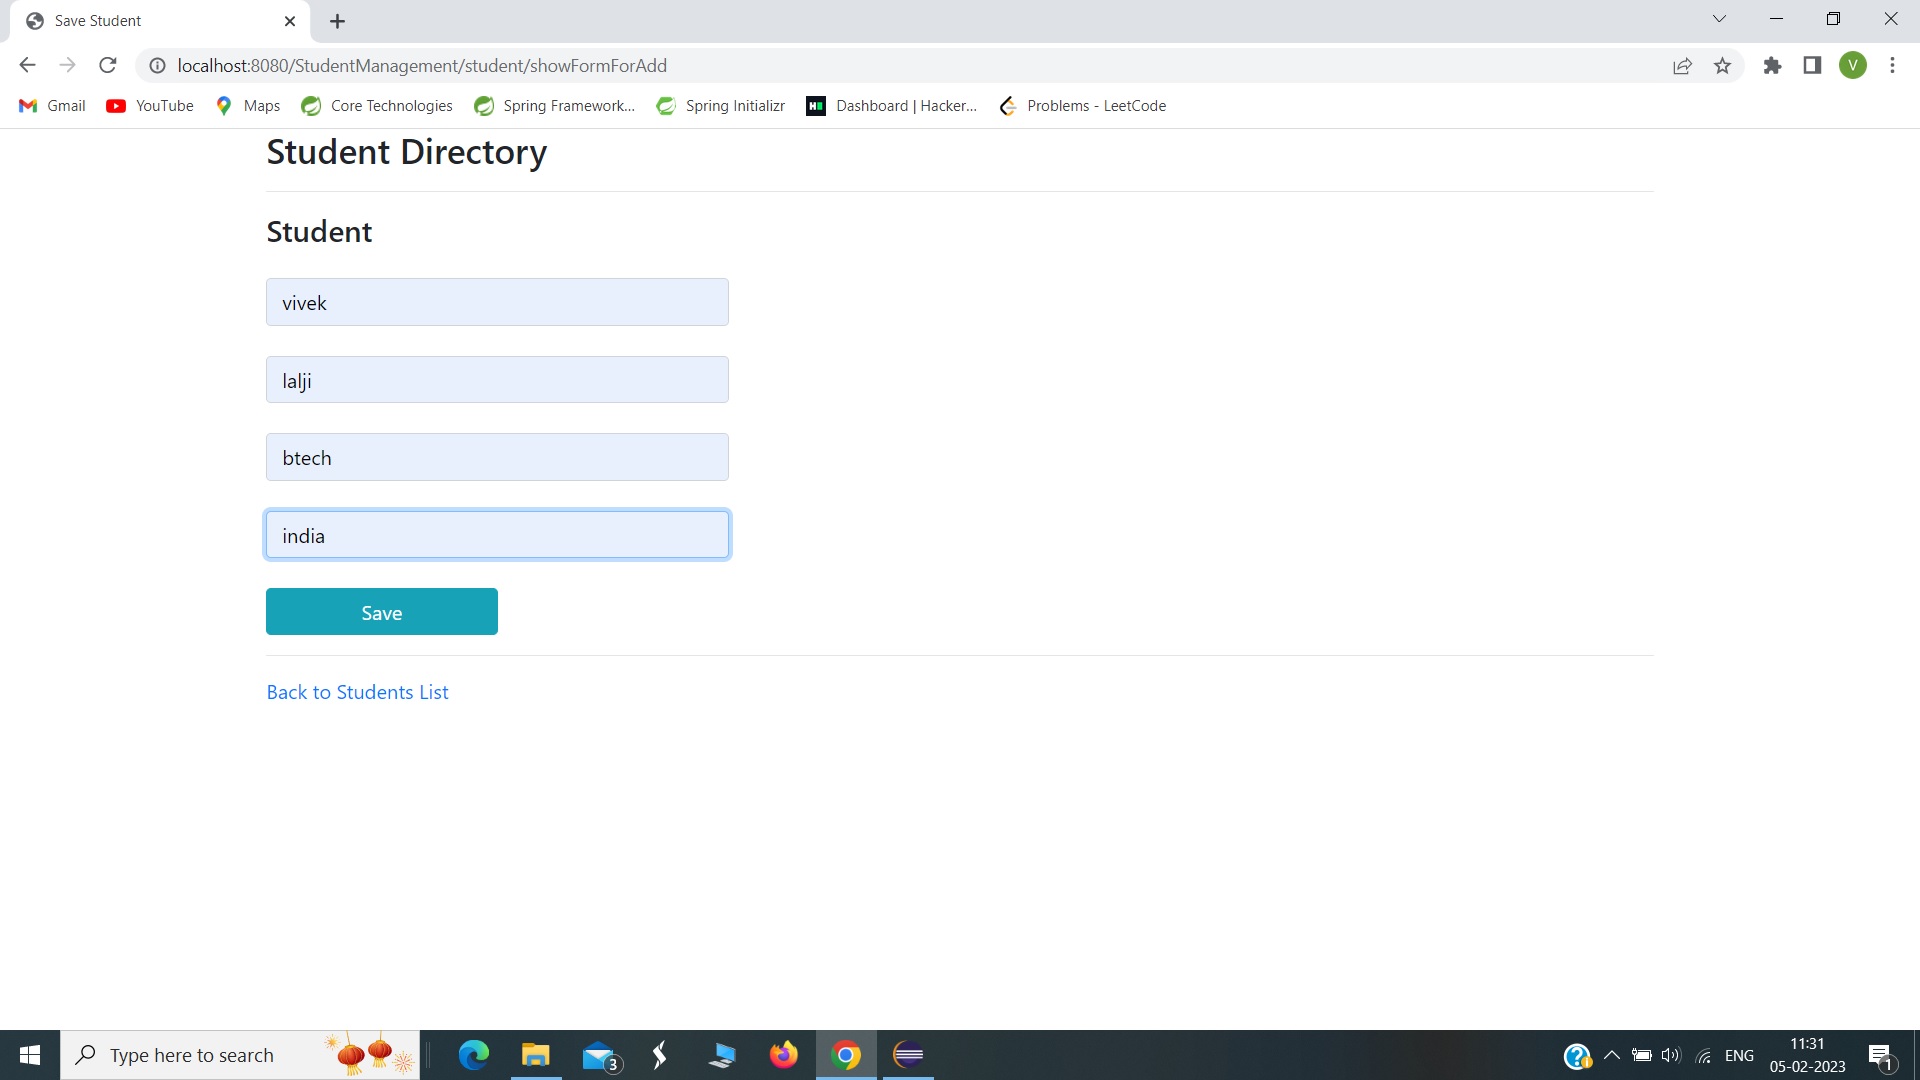 Save Student
localhost:8080/StudentManagement/student/showFormForAdd
V
Gmail YouTube Maps Core Technologies Spring Framework... Spring Initializr Dashboard | Hacker... Problems - LeetCode
Student Directory
Student
vivek
lalji
btech
india
Save
Back to Students List
Type here to search
3
ENG
11:31
05-02-2023
1